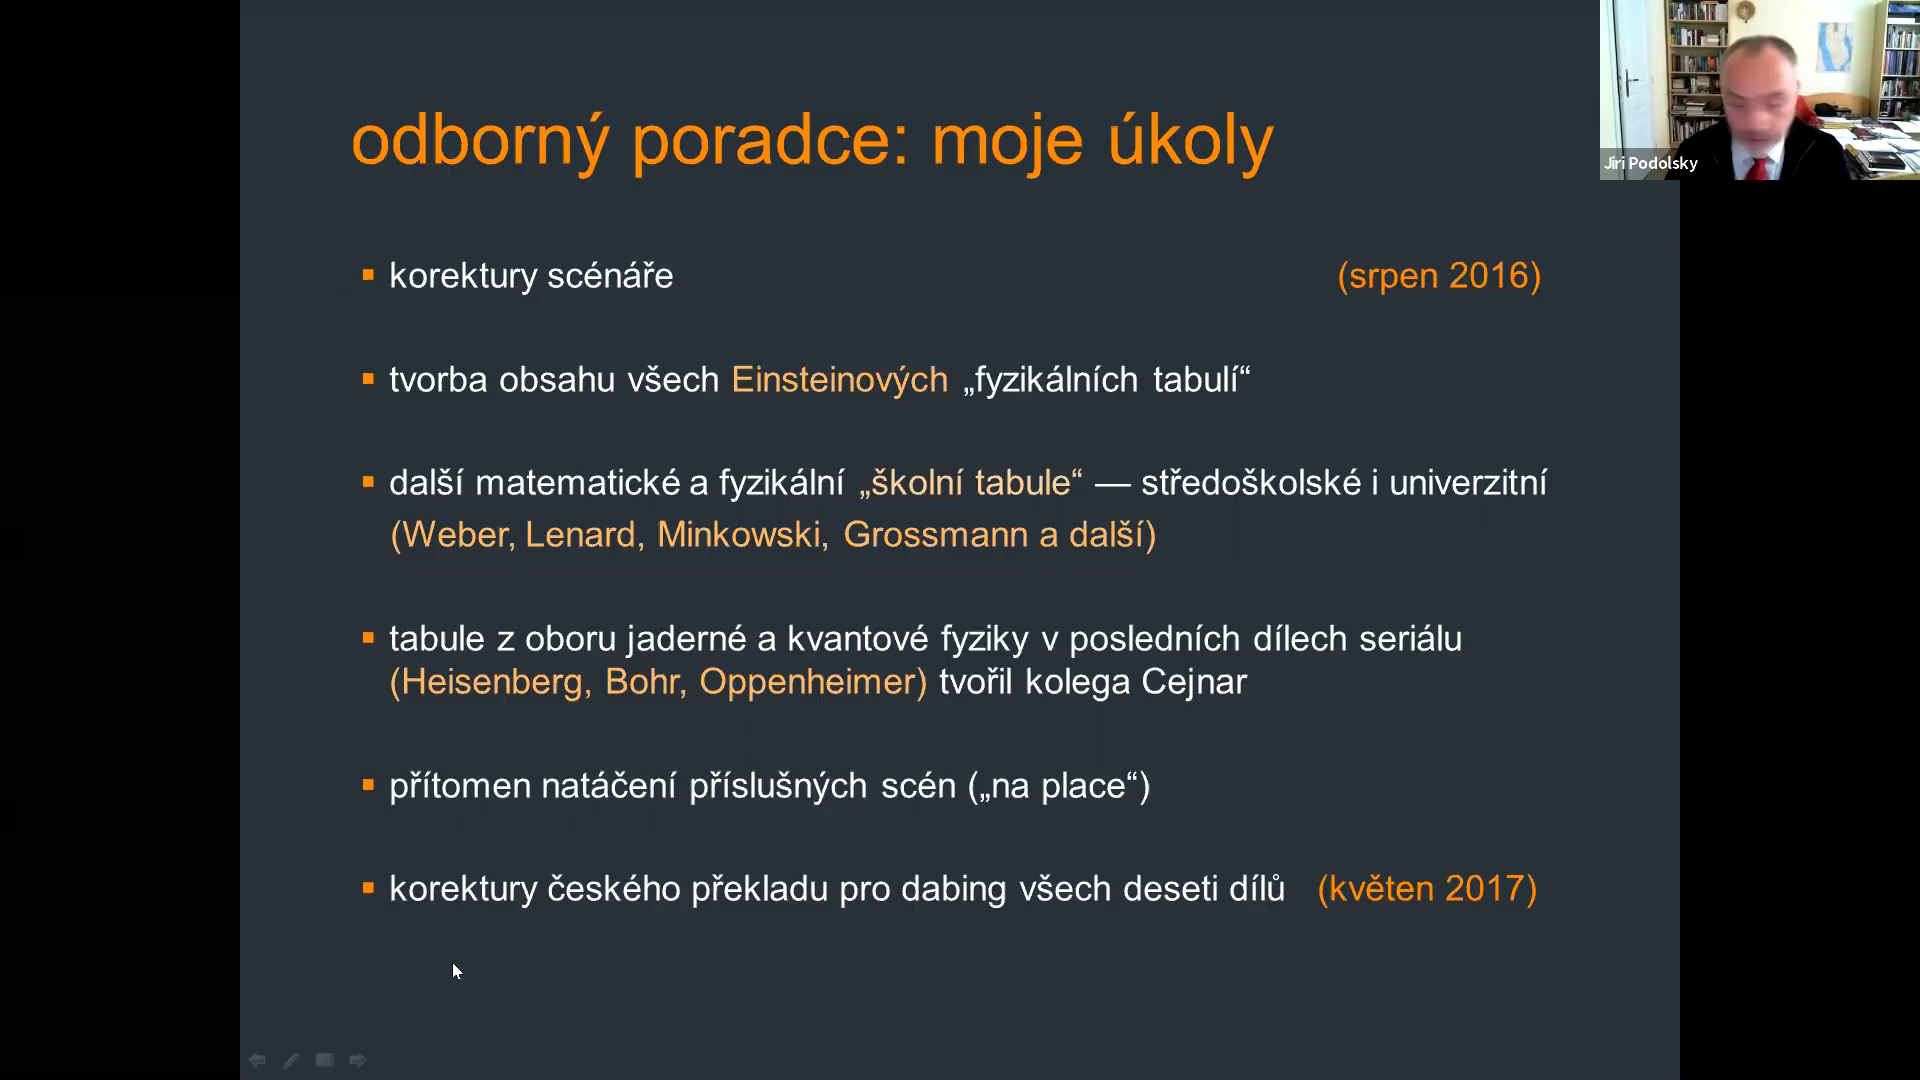 odborný poradce: moje úkoly
Jiri Podolsky
korektury scénáře (srpen 2016)
tvorba obsahu všech Einsteinových „fyzikálních tabulí“
další matematické a fyzikální „školní tabule“ — středoškolské i univerzitní
(Weber, Lenard, Minkowski, Grossmann a další)
tabule z oboru jaderné a kvantové fyziky v posledních dílech seriálu
(Heisenberg, Bohr, Oppenheimer) tvořil kolega Cejnar
přítomen natáčení příslušných scén („na place“)
korektury českého překladu pro dabing všech deseti dílů (květen 2017)